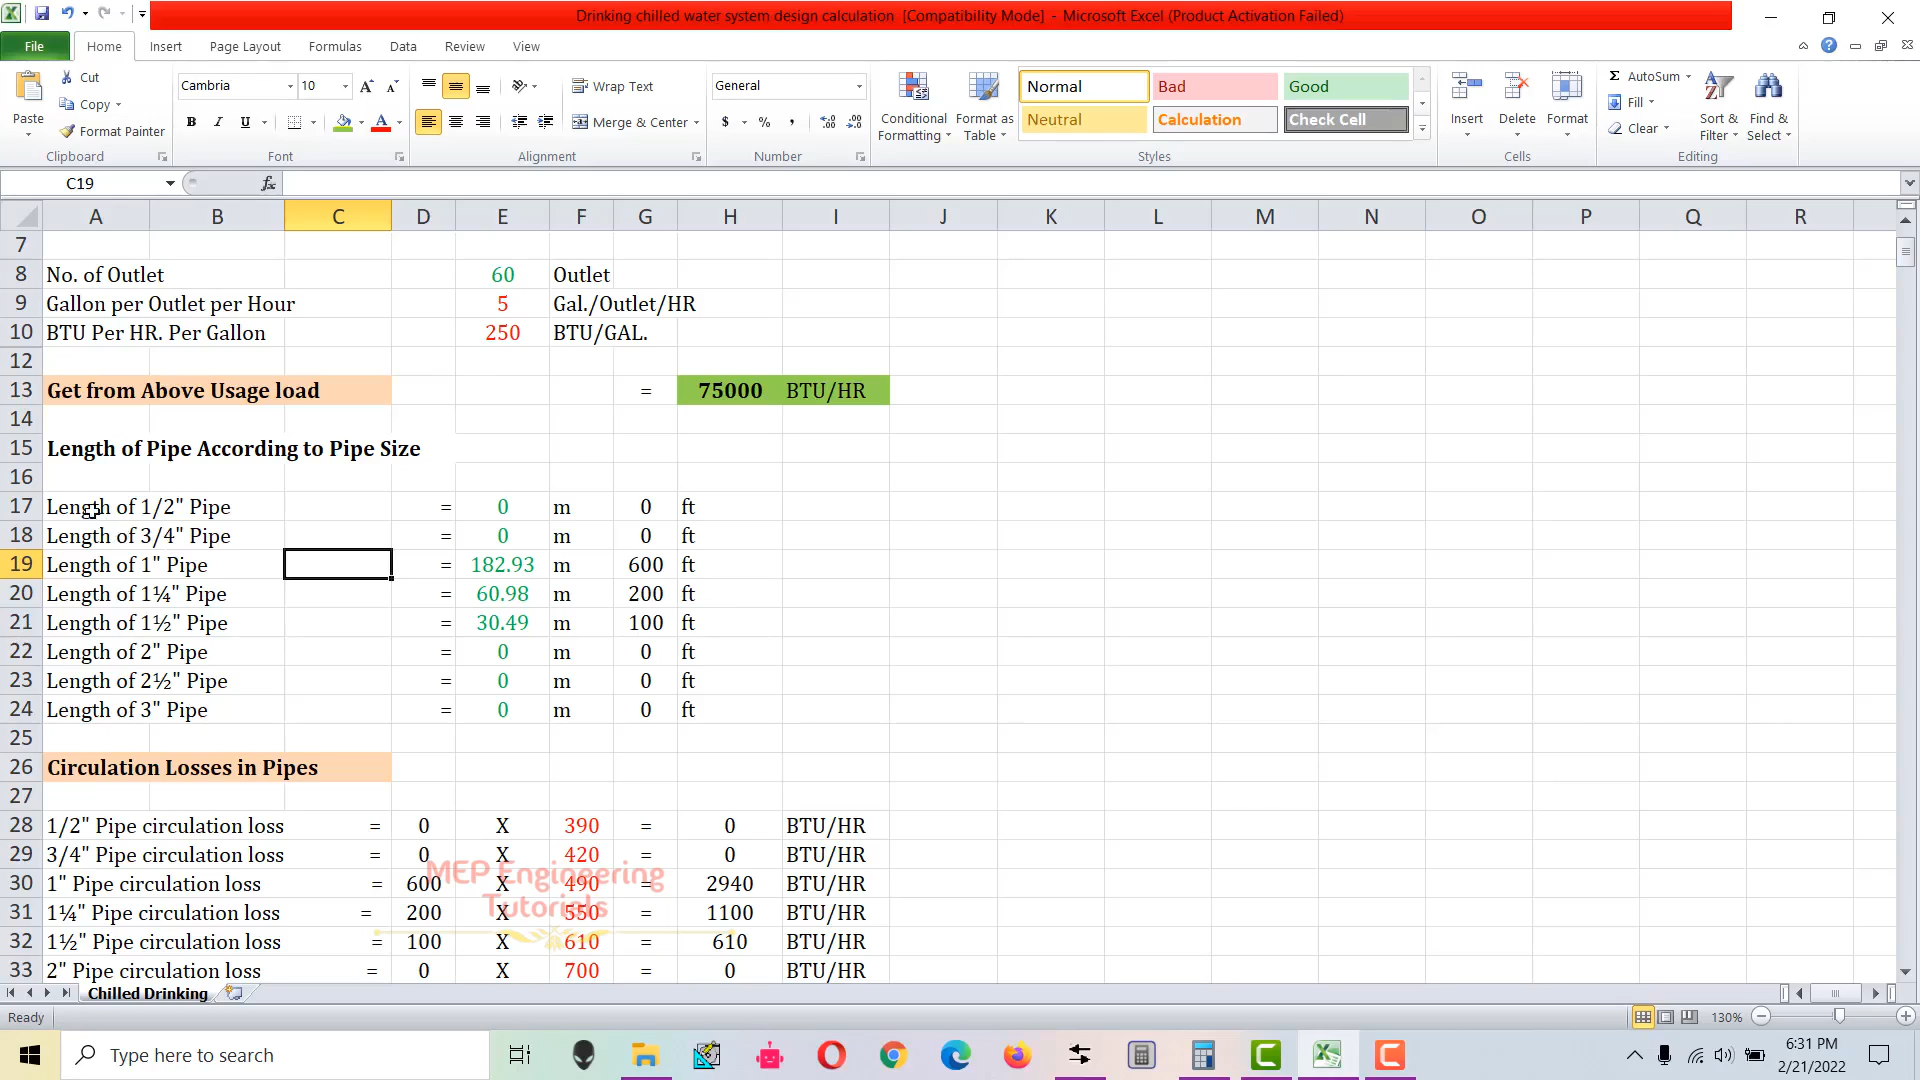 Drinking chilled water system design calculation [Compatibility Mode] - Microsoft Excel (Product Activation Failed)
File Home Insert Page Layout Formulas Data Review View
Paste Cut Copy Format Painter Clipboard
Cambria 10 B I U Font
Wrap Text Merge & Center Alignment
General $ % , Number
Conditional Formatting Format as Table
Normal Bad Good
Neutral Calculation Check Cell
Styles
Insert Delete Format Cells
AutoSum Fill Clear Sort & Filter Find & Select Editing
C19 fx
A B C D E F G H I J K L M N O P Q R
7
8 No. of Outlet 60 Outlet
9 Gallon per Outlet per Hour 5 Gal./Outlet/HR
10 BTU Per HR. Per Gallon 250 BTU/GAL.
12
13 Get from Above Usage load = 75000 BTU/HR
14
15 Length of Pipe According to Pipe Size
16
17 Length of 1/2" Pipe = 0 m 0 ft
18 Length of 3/4" Pipe = 0 m 0 ft
19 Length of 1" Pipe = 182.93 m 600 ft
20 Length of 1¼" Pipe = 60.98 m 200 ft
21 Length of 1½" Pipe = 30.49 m 100 ft
22 Length of 2" Pipe = 0 m 0 ft
23 Length of 2½" Pipe = 0 m 0 ft
24 Length of 3" Pipe = 0 m 0 ft
25
26 Circulation Losses in Pipes
27
28 1/2" Pipe circulation loss = 0 X 390 = 0 BTU/HR
29 3/4" Pipe circulation loss = 0 X 420 = 0 BTU/HR
MEP Engineering
30 1" Pipe circulation loss = 600 X 490 = 2940 BTU/HR
Tutorials
31 1¼" Pipe circulation loss = 200 X 550 = 1100 BTU/HR
32 1½" Pipe circulation loss = 100 X 610 = 610 BTU/HR
33 2" Pipe circulation loss = 0 X 700 = 0 BTU/HR
Chilled Drinking
Ready 130%
Type here to search
6:31 PM
2/21/2022